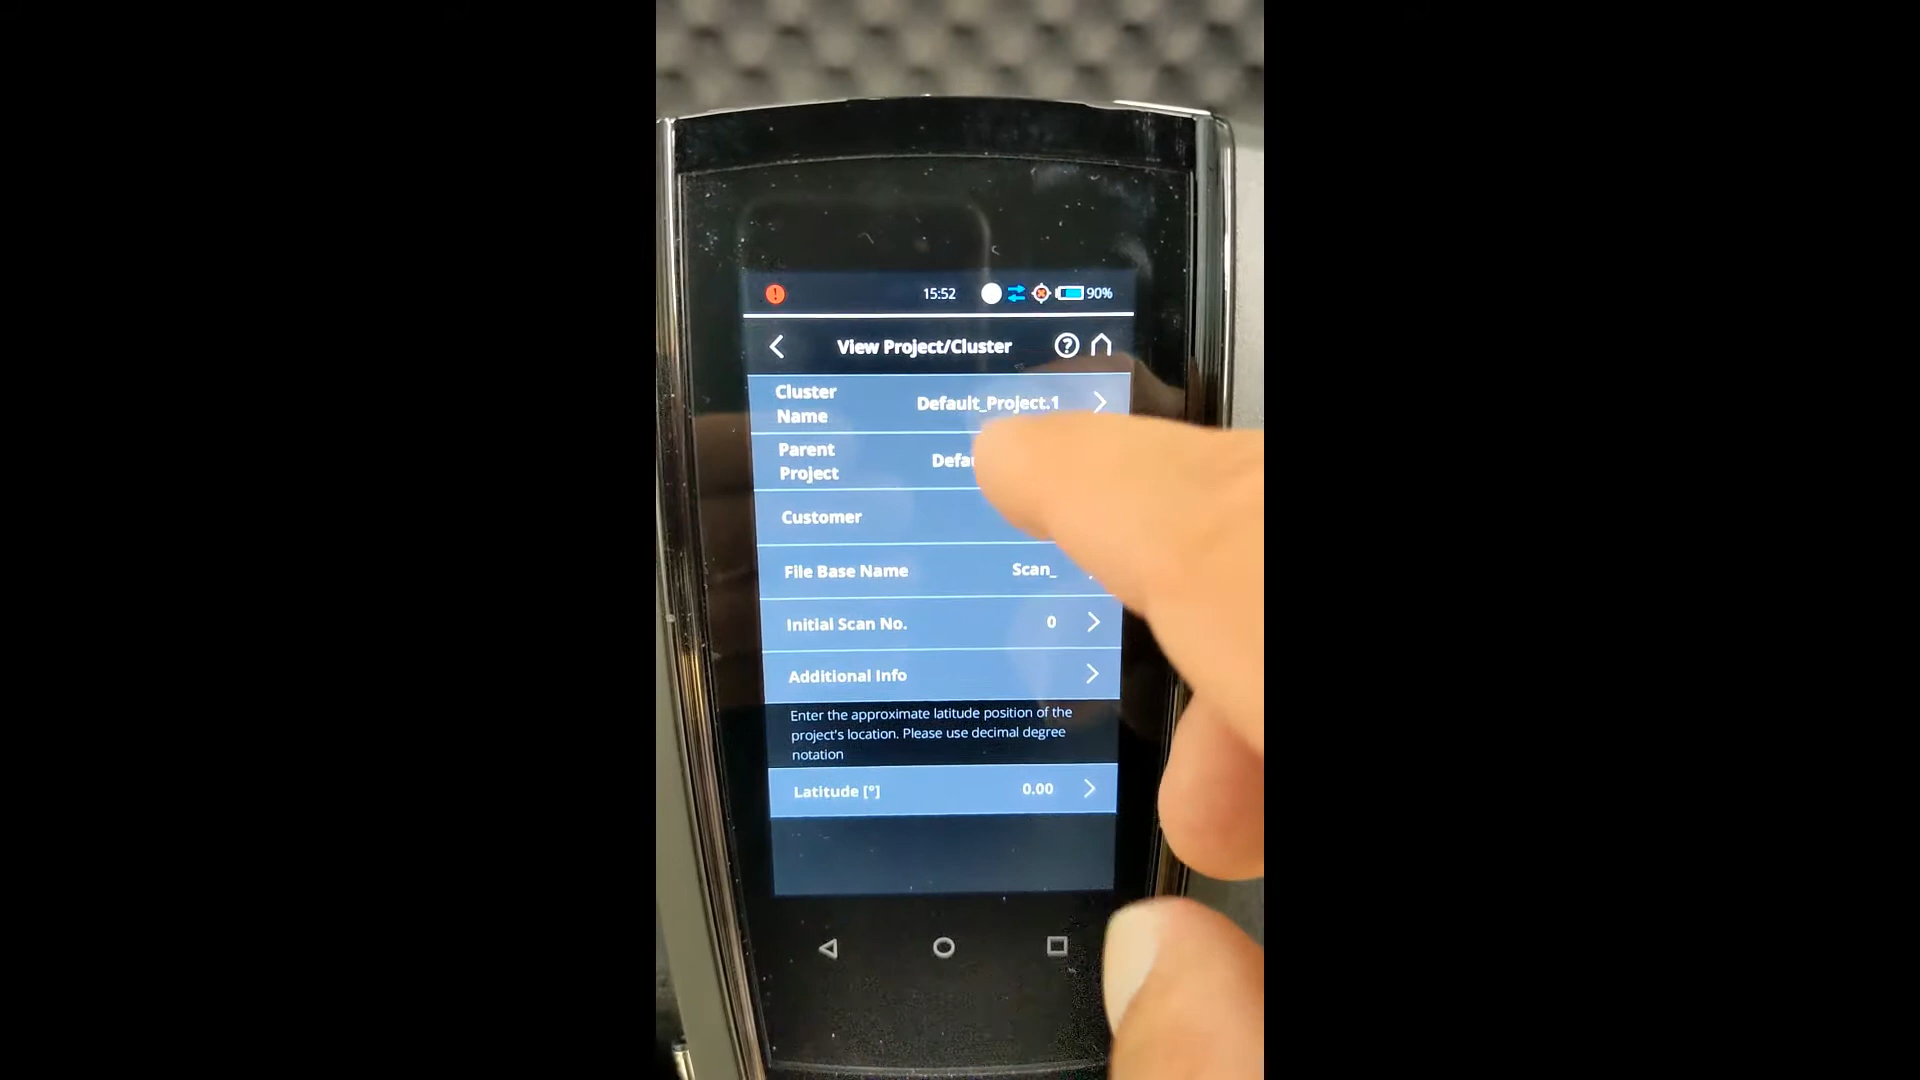 15:52 90%
View Project/Cluster
Cluster Name Default_Project.1
Parent Project
Customer
File Base Name Scan_
Initial Scan No. 0
Additional Info
Enter the approximate latitude position of the
project's location. Please use decimal degree
notation
Latitude [°] 0.00